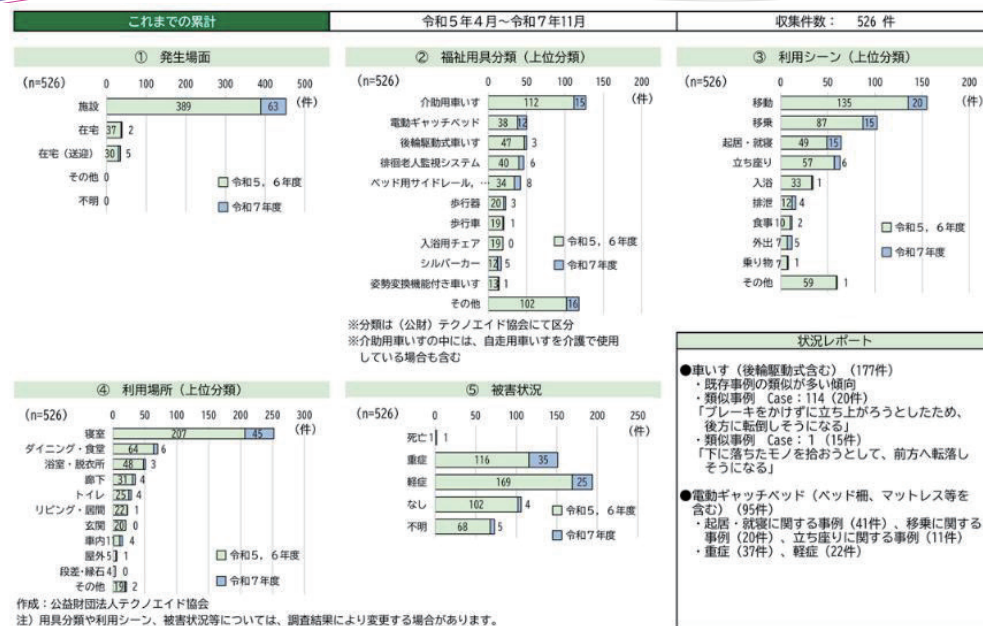 これまでの累計 令和5年4月～令和7年11月 収集件数： 526 件
① 発生場面
(n=526) 0 100 200 300 400 500
(件)
施設 389 63
在宅 37 2
在宅（送迎） 30 5
その他 0
不明 0
令和5，6年度
令和7年度
② 福祉用具分類（上位分類）
(n=526) 0 50 100 150 200
(件)
介助用車いす 112 15
電動ギャッチベッド 38 12
後輪駆動式車いす 47 3
徘徊老人監視システム 40 6
ベッド用サイドレール，… 34 8
歩行器 20 3
歩行車 19 1
入浴用チェア 19 0
シルバーカー 12 5
姿勢変換機能付き車いす 13 1
その他 102 16
令和5，6年度
令和7年度
※分類は（公財）テクノエイド協会にて区分
※介助用車いすの中には、自走用車いすを介護で使用
している場合も含む
③ 利用シーン（上位分類）
(n=526) 0 50 100 150 200
(件)
移動 135 20
移乗 87 15
起居・就寝 49 15
立ち座り 57 6
入浴 33 1
排泄 12 4
食事 10 2
外出 7 5
乗り物 7 1
その他 59 1
令和5，6年度
令和7年度
④ 利用場所（上位分類）
(n=526) 0 50 100 150 200 250 300
(件)
寝室 207 45
ダイニング・食堂 64 6
浴室・脱衣所 48 3
廊下 31 4
トイレ 25 4
リビング・居間 22 1
玄関 20 0
車内 4
屋外 5 1
段差・縁石 4 0
その他 19 2
令和5，6年度
令和7年度
⑤ 被害状況
(n=526) 0 50 100 150 200 250
(件)
死亡 1 1
重症 116 35
軽症 169 25
なし 102 4
不明 68 5
令和5，6年度
令和7年度
状況レポート
●車いす（後輪駆動式含む）（177件）
・既存事例の類似が多い傾向
・類似事例 Case：114（20件）
「ブレーキをかけずに立ち上がろうとしたため、
後方に転倒しそうになる」
・類似事例 Case：1（15件）
「下に落ちたモノを拾おうとして、前方へ転落し
そうになる」
●電動ギャッチベッド（ベッド柵、マットレス等を
含む）（95件）
・起居・就寝に関する事例（41件）、移乗に関する
事例（20件）、立ち座りに関する事例（11件）
・重症（37件）、軽症（22件）
作成：公益財団法人テクノエイド協会
注）用具分類や利用シーン、被害状況等については、調査結果により変更する場合があります。